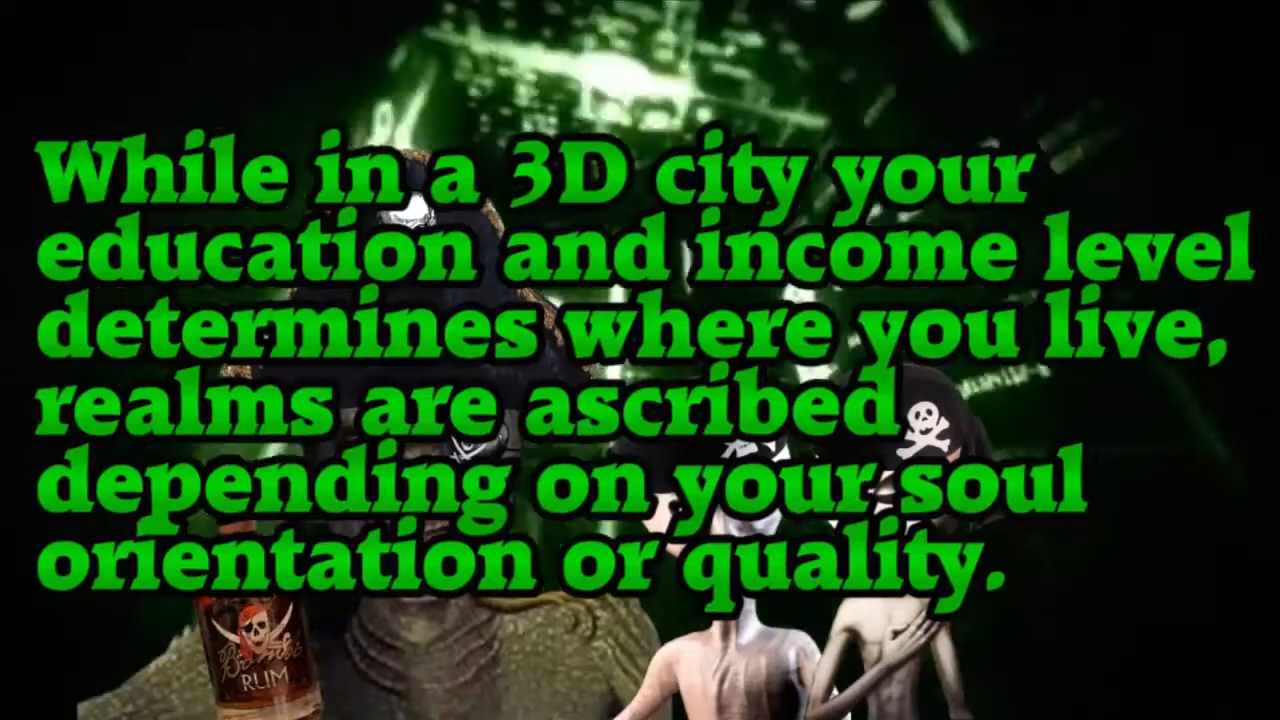 While in a 3D city your
education and income level
determines where you live,
realms are ascribed
depending on your soul
orientation or quality.
RUM